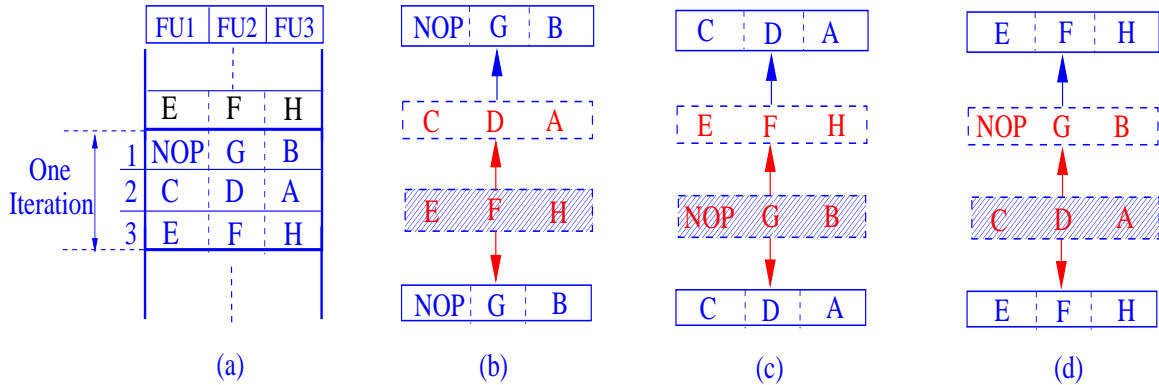 FU1 FU2 FU3
E F H
One Iteration
1 NOP G B
2 C D A
3 E F H
(a)
NOP G B
C D A
E F H
NOP G B
(b)
C D A
E F H
NOP G B
C D A
(c)
E F H
NOP G B
C D A
E F H
(d)